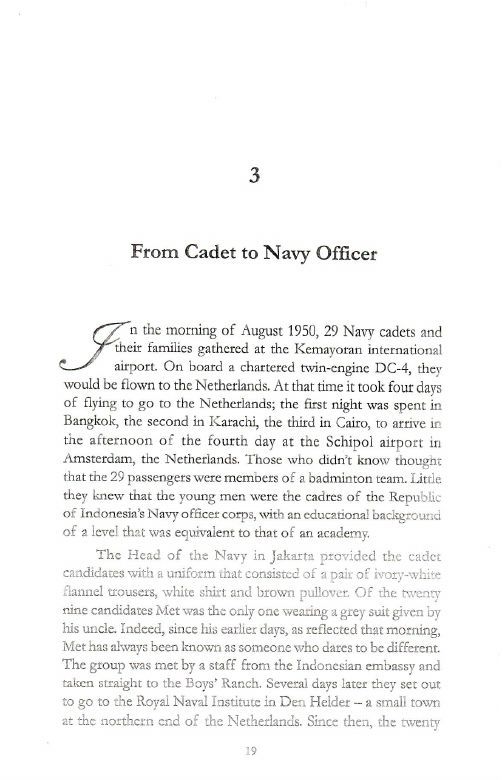 3
From Cadet to Navy Officer
In the morning of August 1950, 29 Navy cadets and
their families gathered at the Kemayoran international
airport. On board a chartered twin-engine DC-4, they
would be flown to the Netherlands. At that time it took four days
of flying to go to the Netherlands; the first night was spent in
Bangkok, the second in Karachi, the third in Cairo, to arrive in
the afternoon of the fourth day at the Schipol airport in
Amsterdam, the Netherlands. Those who didn't know thought
that the 29 passengers were members of a badminton team. Little
they knew that the young men were the cadres of the Republic
of Indonesia's Navy officer corps, with an educational background
of a level that was equivalent to that of an academy.
The Head of the Navy in Jakarta provided the cadet
candidates with a uniform that consisted of a pair of ivory-white
flannel trousers, white shirt and brown pullover. Of the twenty
nine candidates Met was the only one wearing a grey suit given by
his uncle. Indeed, since his earlier days, as reflected that morning,
Met has always been known as someone who dares to be different.
The group was met by a staff from the Indonesian embassy and
taken straight to the Boys' Ranch. Several days later they set out
to go to the Royal Naval Institute in Den Helder – a small town
at the northern end of the Netherlands. Since then, the twenty
19